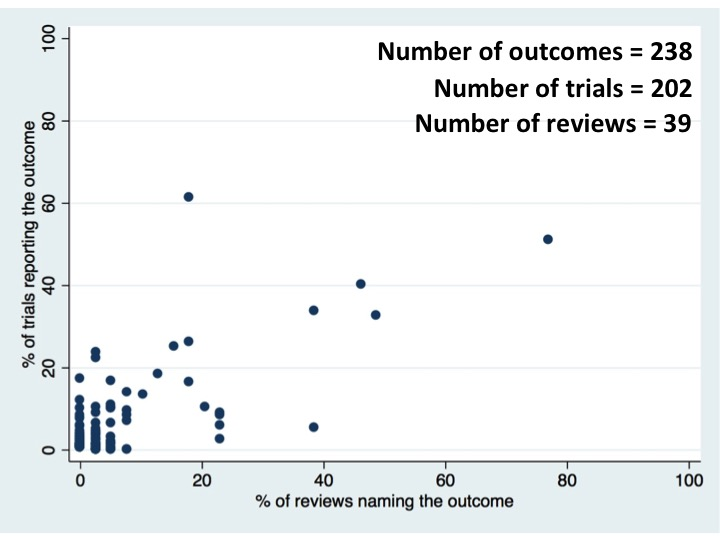 Number of outcomes = 238
Number of trials = 202
Number of reviews = 39
% of trials reporting the outcome
100
80
60
40
20
0
0 20 40 60 80 100
% of reviews naming the outcome